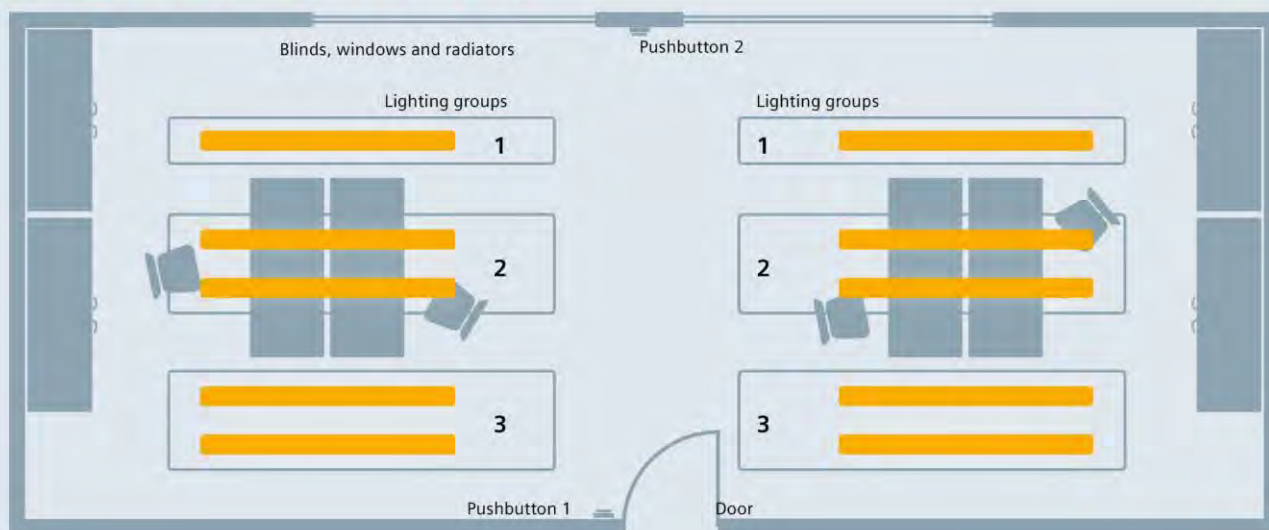 Blinds, windows and radiators
Pushbutton 2
Lighting groups
Lighting groups
1
1
2
2
3
3
Pushbutton 1
Door